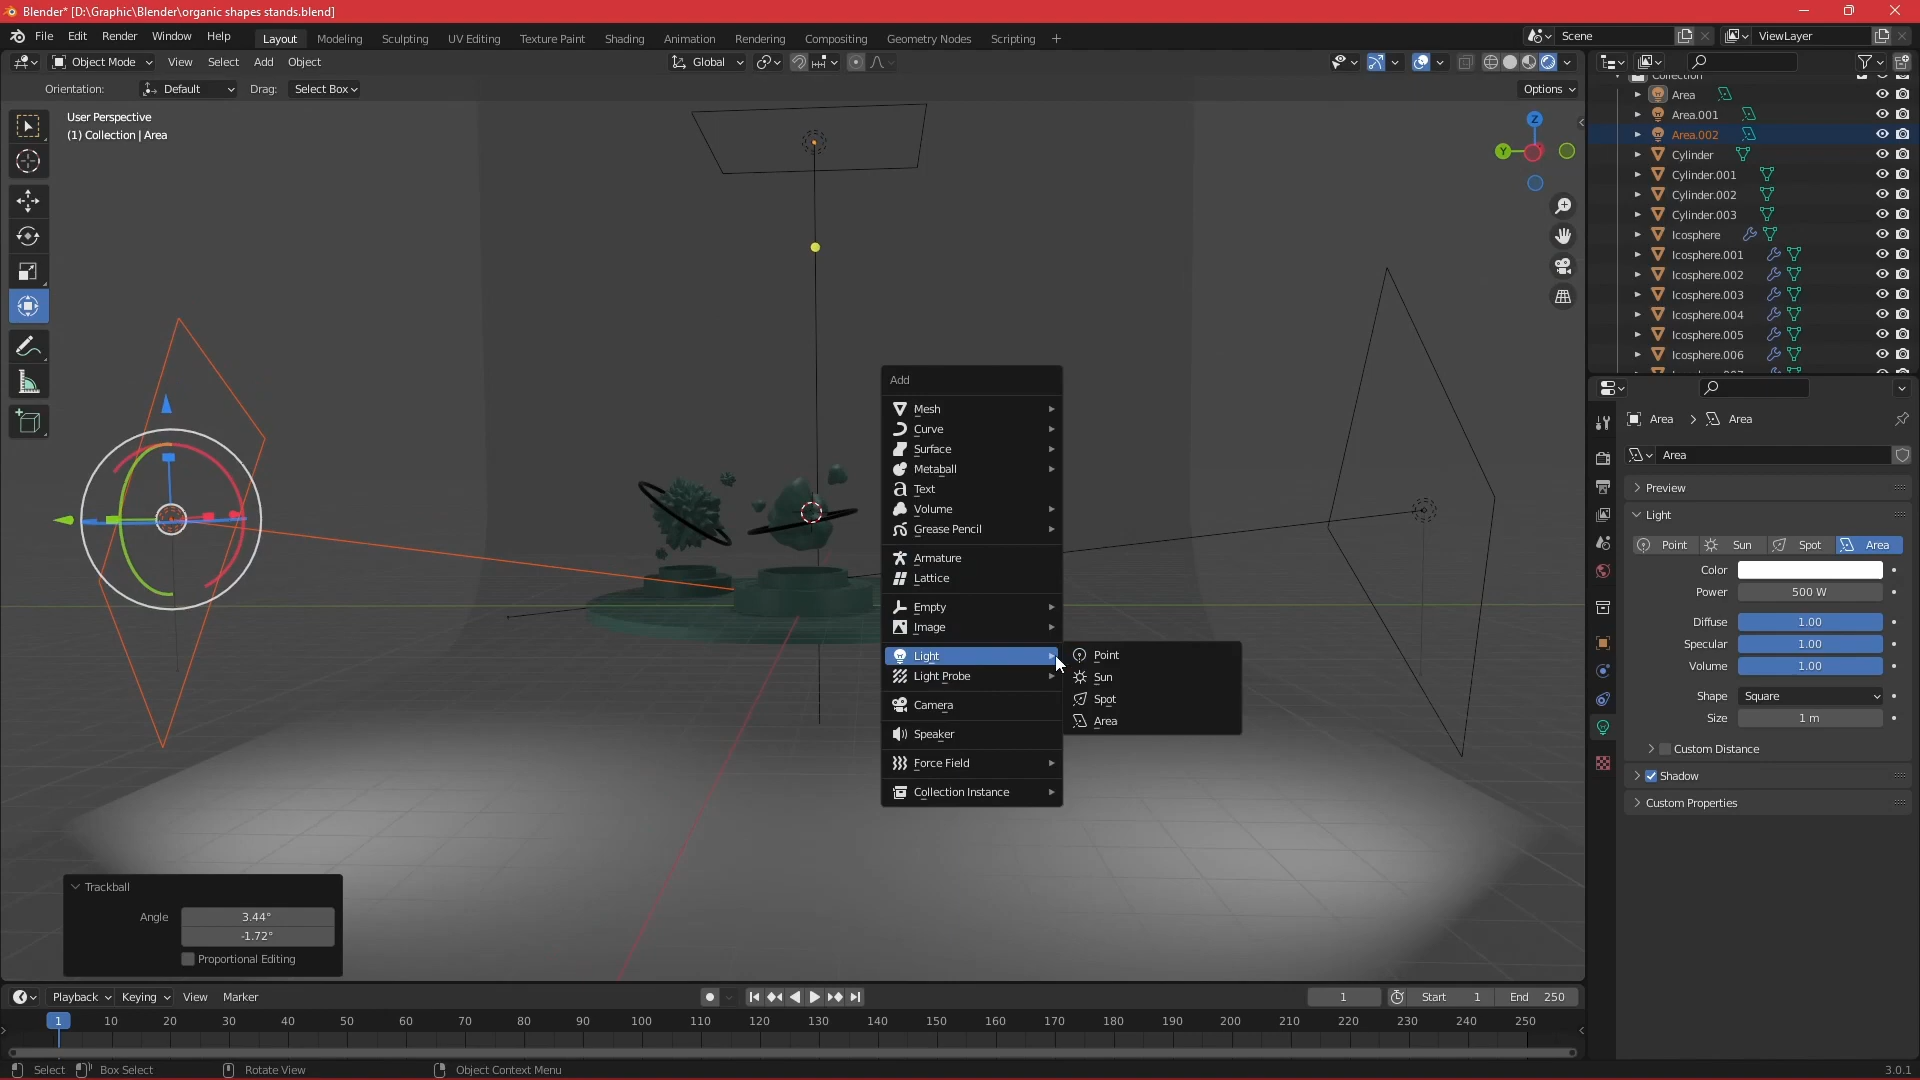 Blender* [D:\Graphic\Blender\organic shapes stands.blend]
File Edit Render Window Help Layout Modeling Sculpting UV Editing Texture Paint Shading Animation Rendering Compositing Geometry Nodes Scripting + Scene ViewLayer
Object Mode View Select Add Object Global
Orientation: Default Drag: Select Box Options
User Perspective
(1) Collection | Area
Z
Y
Add
Mesh
Curve
Surface
Metaball
Text
Volume
Grease Pencil
Armature
Lattice
Empty
Image
Light
Light Probe
Camera
Speaker
Force Field
Collection Instance
Point
Sun
Spot
Area
Trackball
Angle 3.44°
-1.72°
Proportional Editing
Collection
Area
Area.001
Area.002
Cylinder
Cylinder.001
Cylinder.002
Cylinder.003
Icosphere
Icosphere.001
Icosphere.002
Icosphere.003
Icosphere.004
Icosphere.005
Icosphere.006
Area > Area
Area
Preview
Light
Point Sun Spot Area
Color
Power 500 W
Diffuse 1.00
Specular 1.00
Volume 1.00
Shape Square
Size 1 m
Custom Distance
Shadow
Custom Properties
Playback Keying View Marker 1 Start 1 End 250
1 10 20 30 40 50 60 70 80 90 100 110 120 130 140 150 160 170 180 190 200 210 220 230 240 250
Select Box Select Rotate View Object Context Menu 3.0.1